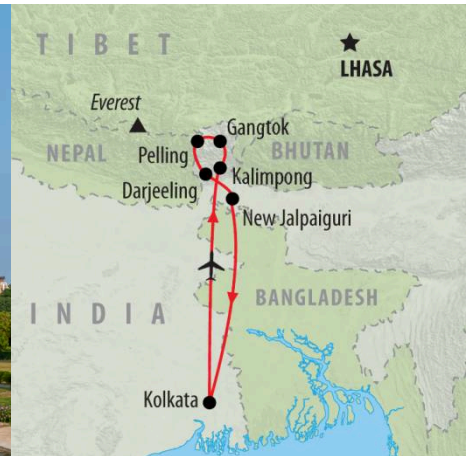 TIBET
LHASA
Everest
Gangtok
NEPAL
BHUTAN
Pelling
Kalimpong
Darjeeling
New Jalpaiguri
INDIA
BANGLADESH
Kolkata